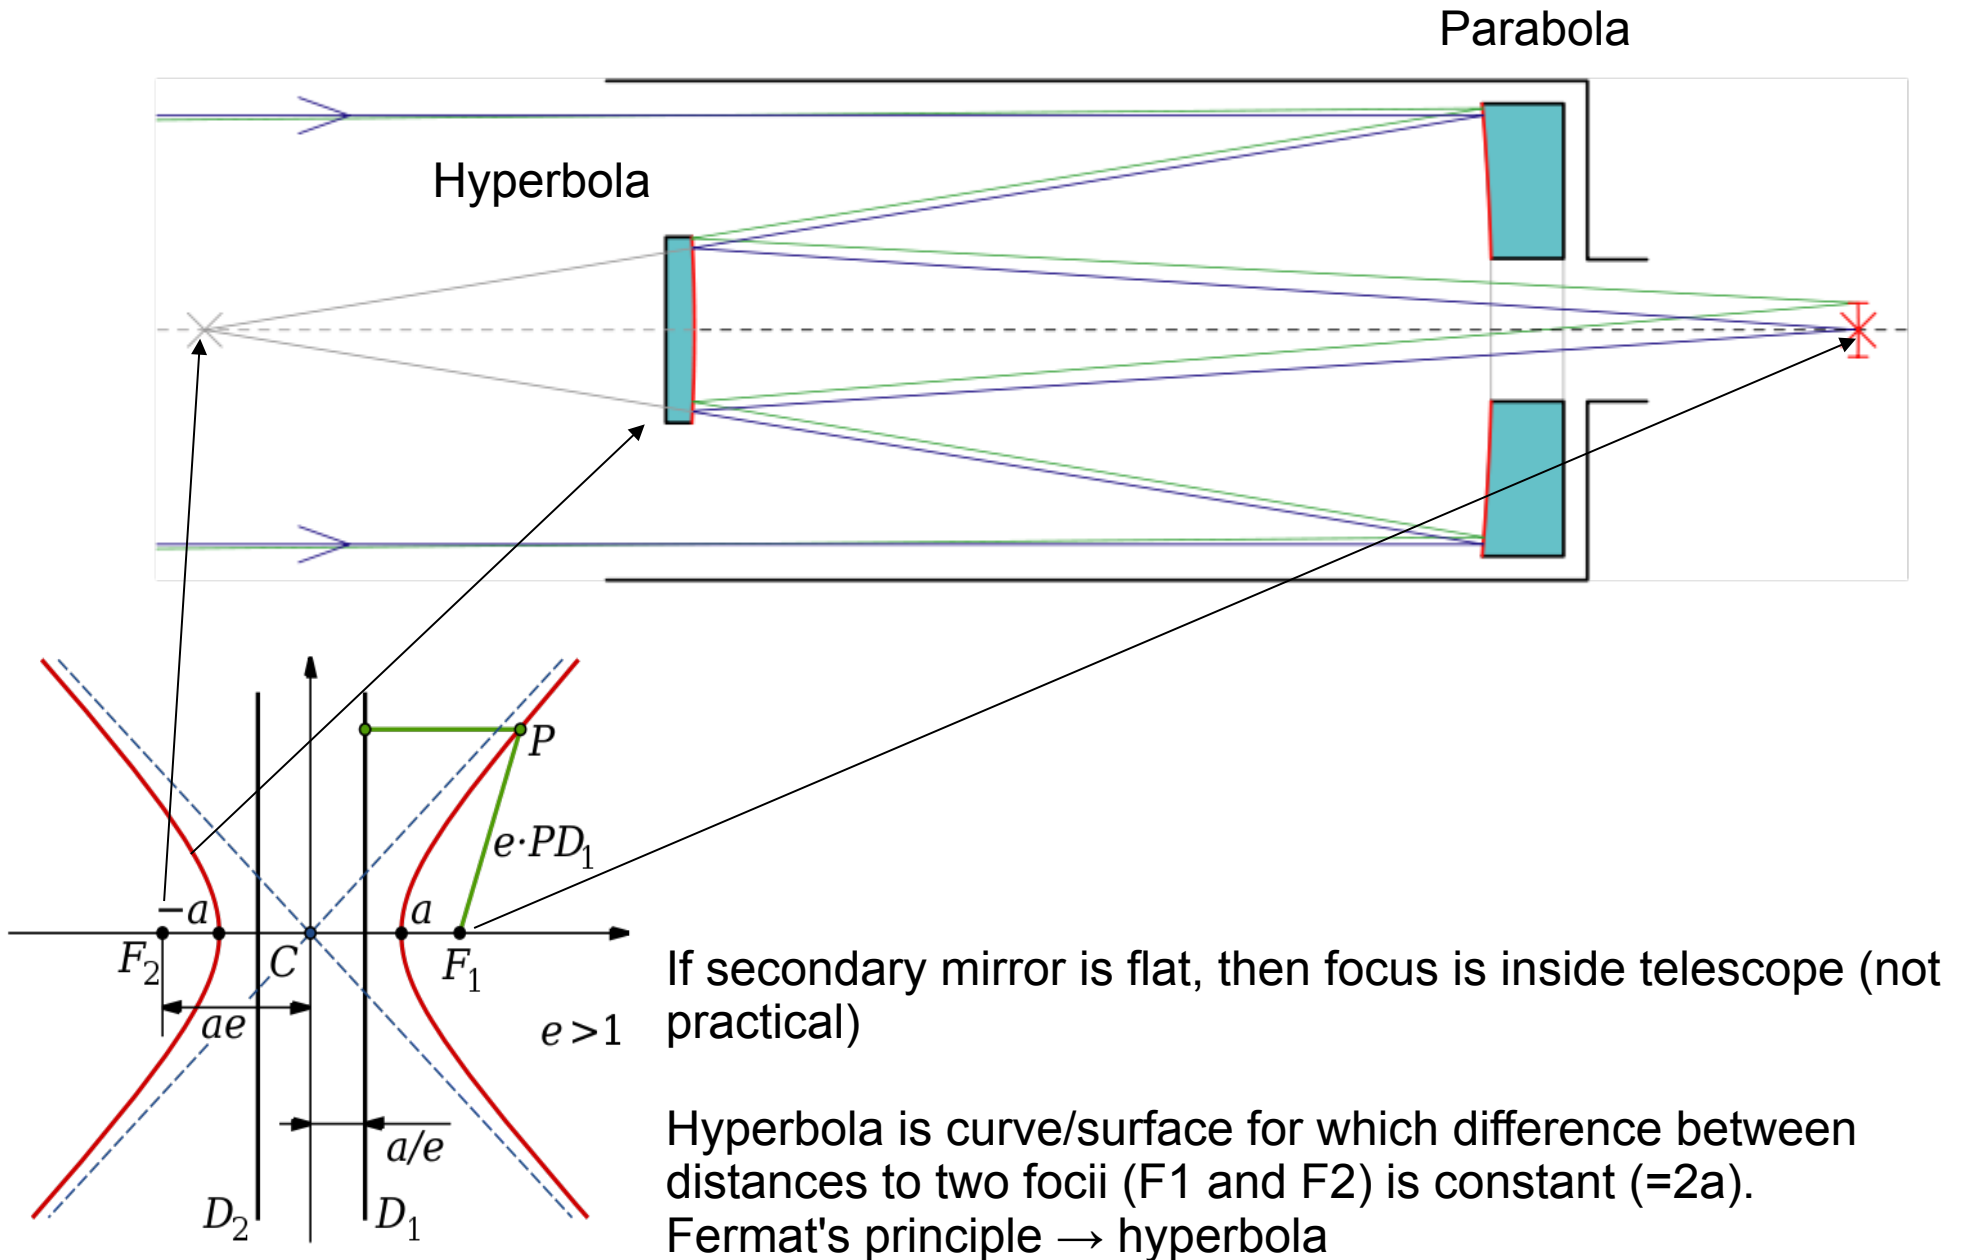 Parabola
Hyperbola
P
e·PD1
−a
a
F2
C
F1
ae
e>1
a/e
D2
D1
If secondary mirror is flat, then focus is inside telescope (not
practical)
Hyperbola is curve/surface for which difference between
distances to two focii (F1 and F2) is constant (=2a).
Fermat's principle → hyperbola